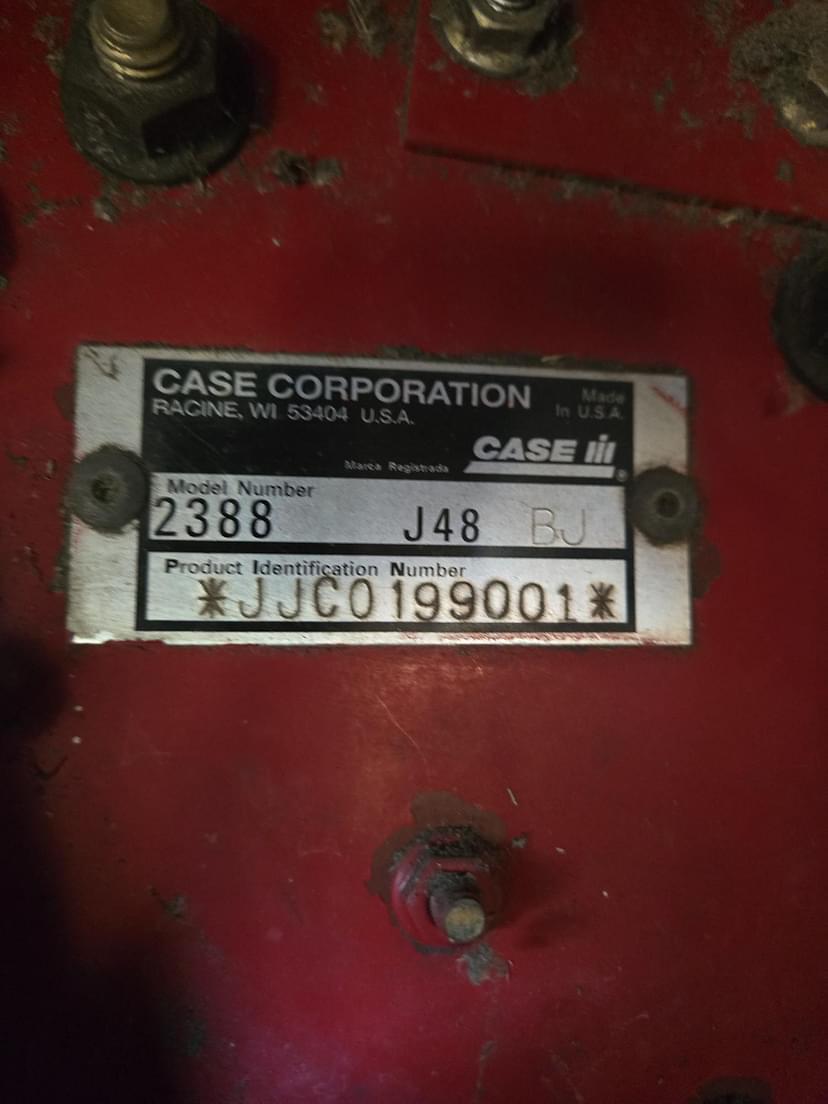 CASE CORPORATION
Made
RACINE, WI 53404 U.S.A.
In U.S.A.
CASE III
Marca Registrada
®
Model Number
2388 J48 BJ
Product Identification Number
*JJC0199001*